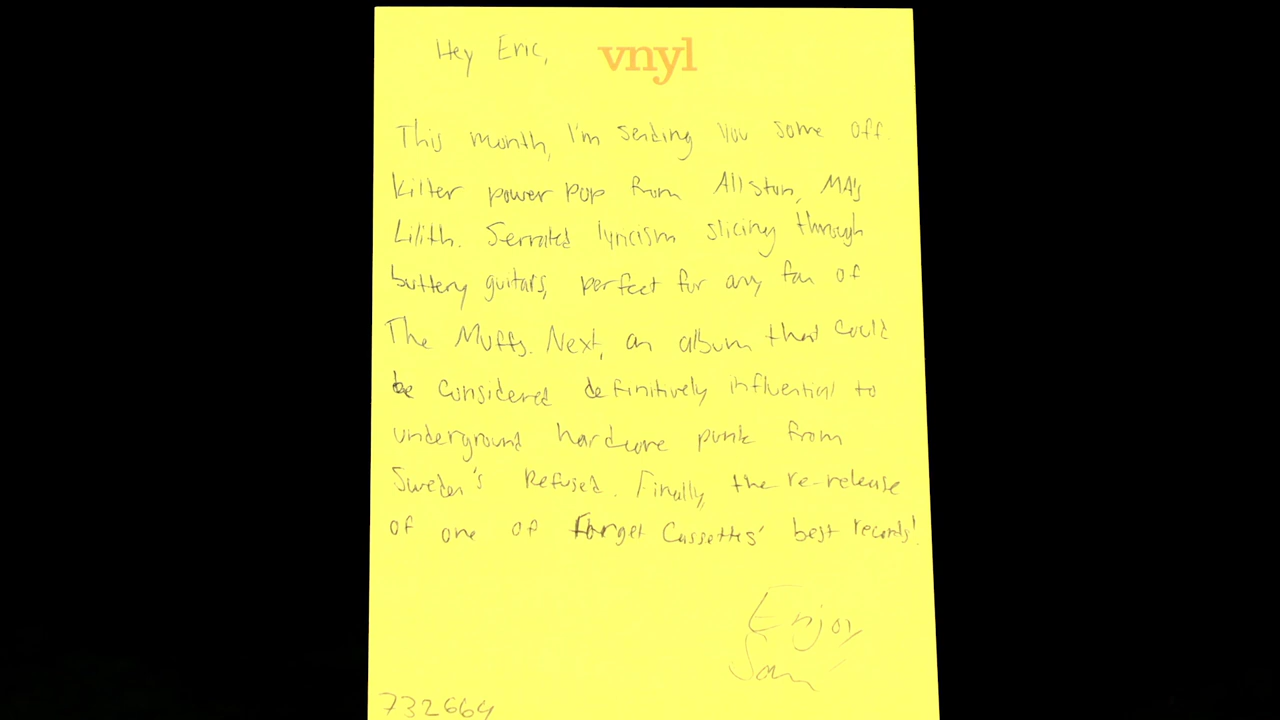 Hey Eric,
vnyl
This month, I'm sending you some off
Kilter power pop from Allston, MA's
Lilith. Serrated lyricism slicing through
buttery guitars, perfect for any fan of
The Muffs. Next, an album that could
be considered definitively influential to
underground hardcore punk from
Sweden's Refused. Finally, the re-release
of one of Forget Cassettes' best records!
Enjoy
Sam
732664